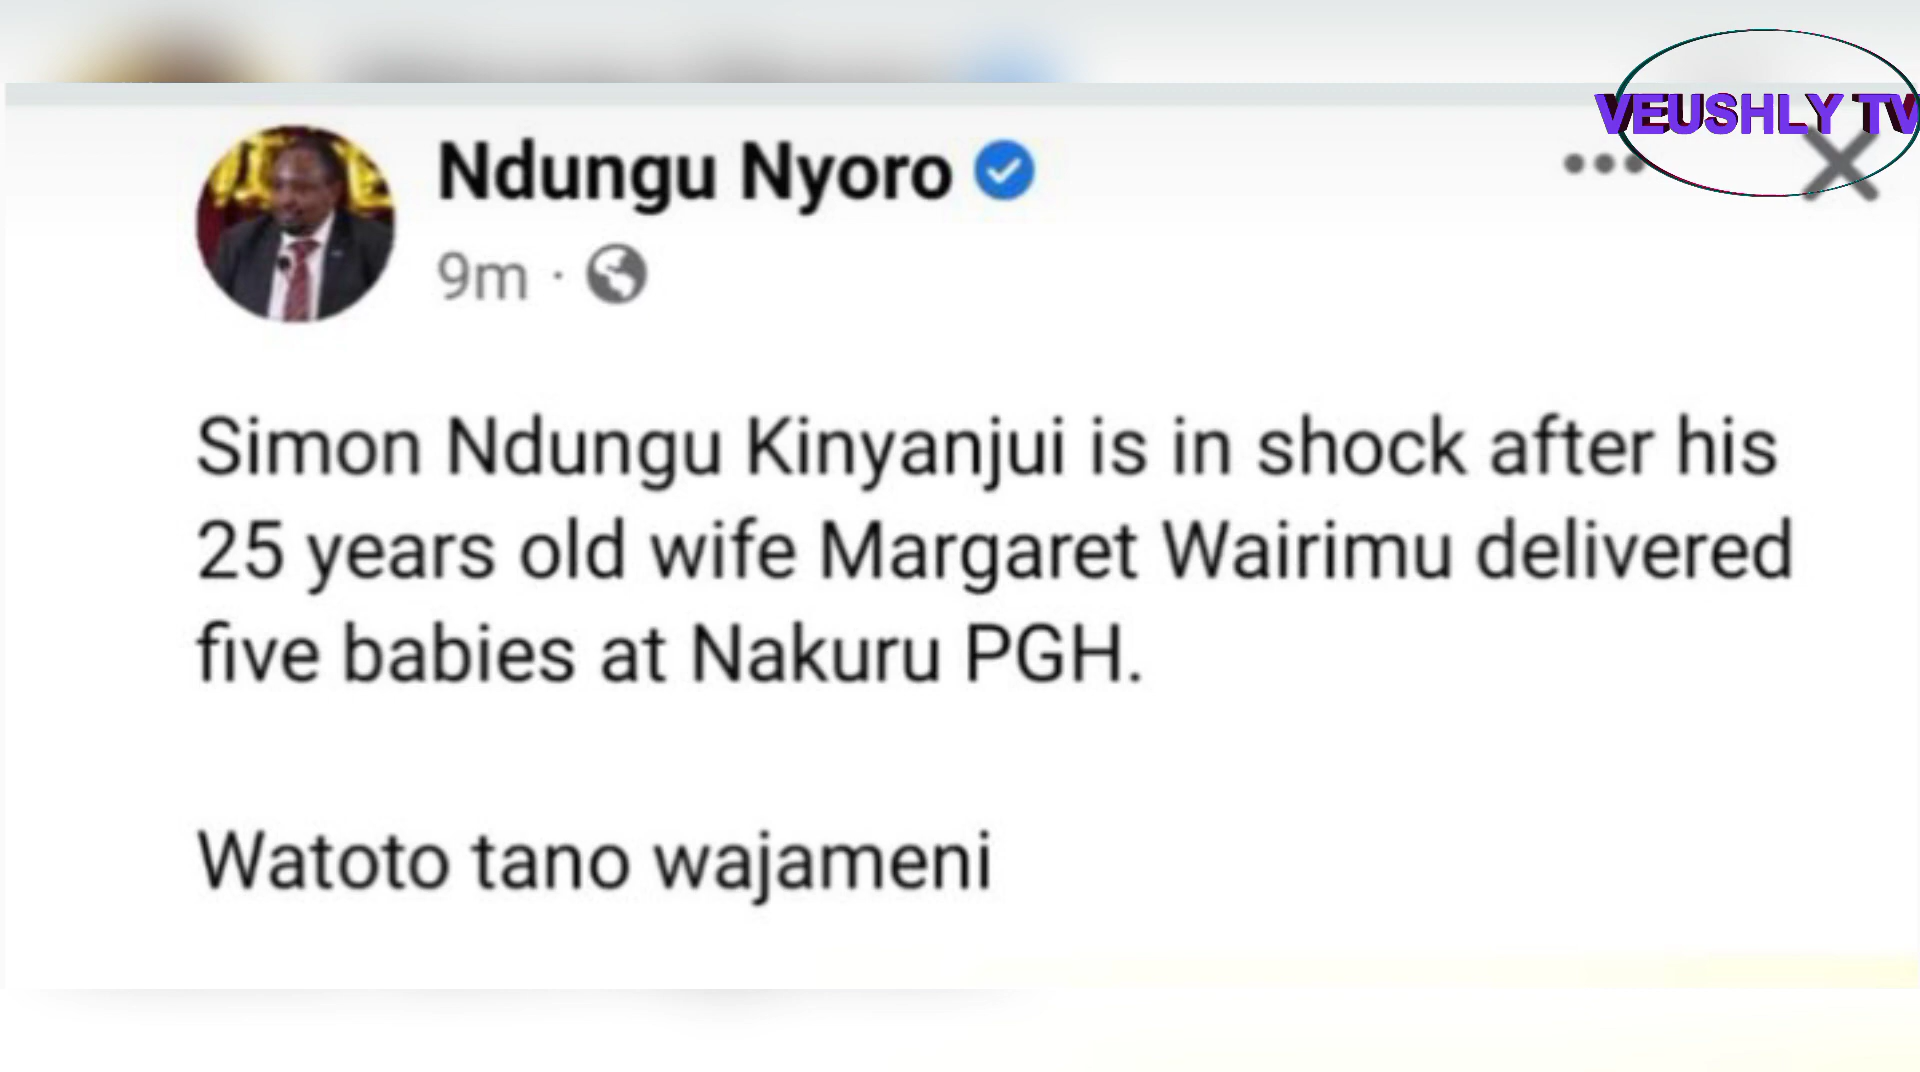 VEUSHLY TV
Ndungu Nyoro
9m ·
Simon Ndungu Kinyanjui is in shock after his
25 years old wife Margaret Wairimu delivered
five babies at Nakuru PGH.
Watoto tano wajameni